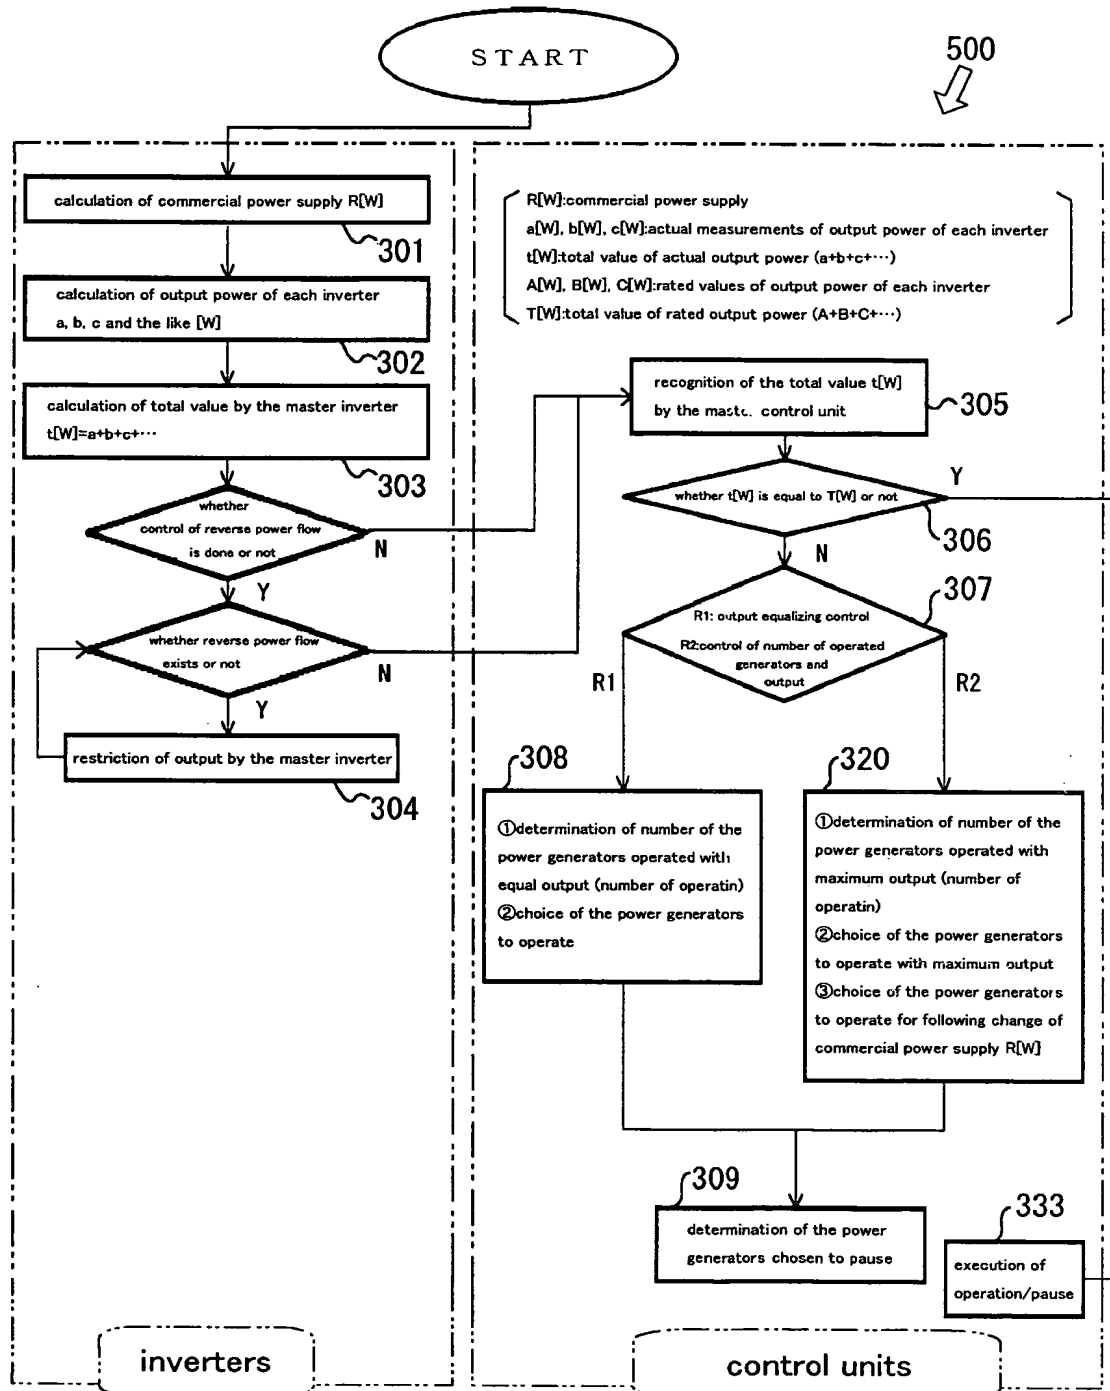 START
500
calculation of commercial power supply R[W]
301
calculation of output power of each inverter
a, b, c and the like [W]
302
calculation of total value by the master inverter
t[W]=a+b+c+⋯
303
whether
control of reverse power flow
is done or not
N
Y
whether reverse power flow
exists or not
N
Y
restriction of output by the master inverter
304
inverters
R[W]:commercial power supply
a[W], b[W], c[W]:actual measurements of output power of each inverter
t[W]:total value of actual output power (a+b+c+⋯)
A[W], B[W], C[W]:rated values of output power of each inverter
T[W]:total value of rated output power (A+B+C+⋯)
recognition of the total value t[W]
by the control unit
305
whether t[W] is equal to T[W] or not
Y
306
N
307
R1: output equalizing control
R2:control of number of operated
generators and
output
R1
R2
308
①determination of number of the
power generators operated with
equal output (number of operatin)
②choice of the power generators
to operate
320
①determination of number of the
power generators operated with
maximum output (number of
operatin)
②choice of the power generators
to operate with maximum output
③choice of the power generators
to operate for following change of
commercial power supply R[W]
309
determination of the power
generators chosen to pause
333
execution of
operation/pause
control units